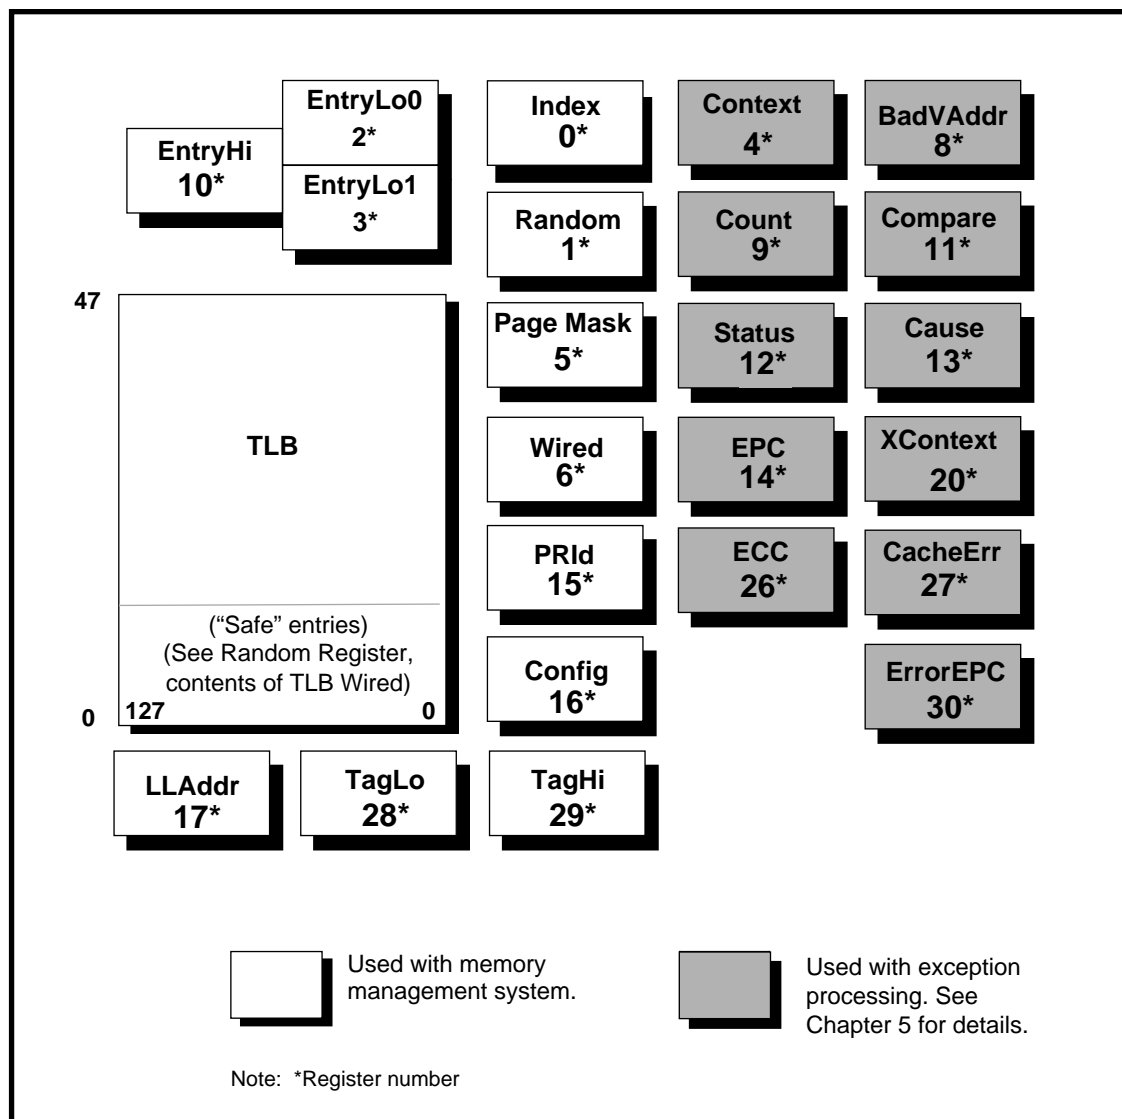 EntryLo0
2*
EntryHi
10*
EntryLo1
3*
Index
0*
Context
4*
BadVAddr
8*
Random
1*
Count
9*
Compare
11*
47
Page Mask
5*
Status
12*
Cause
13*
TLB
Wired
6*
EPC
14*
XContext
20*
PRId
15*
ECC
26*
CacheErr
27*
(“Safe” entries)
(See Random Register,
contents of TLB Wired)
127
0
0
Config
16*
ErrorEPC
30*
LLAddr
17*
TagLo
28*
TagHi
29*
Used with memory
management system.
Used with exception
processing. See
Chapter 5 for details.
Note: *Register number